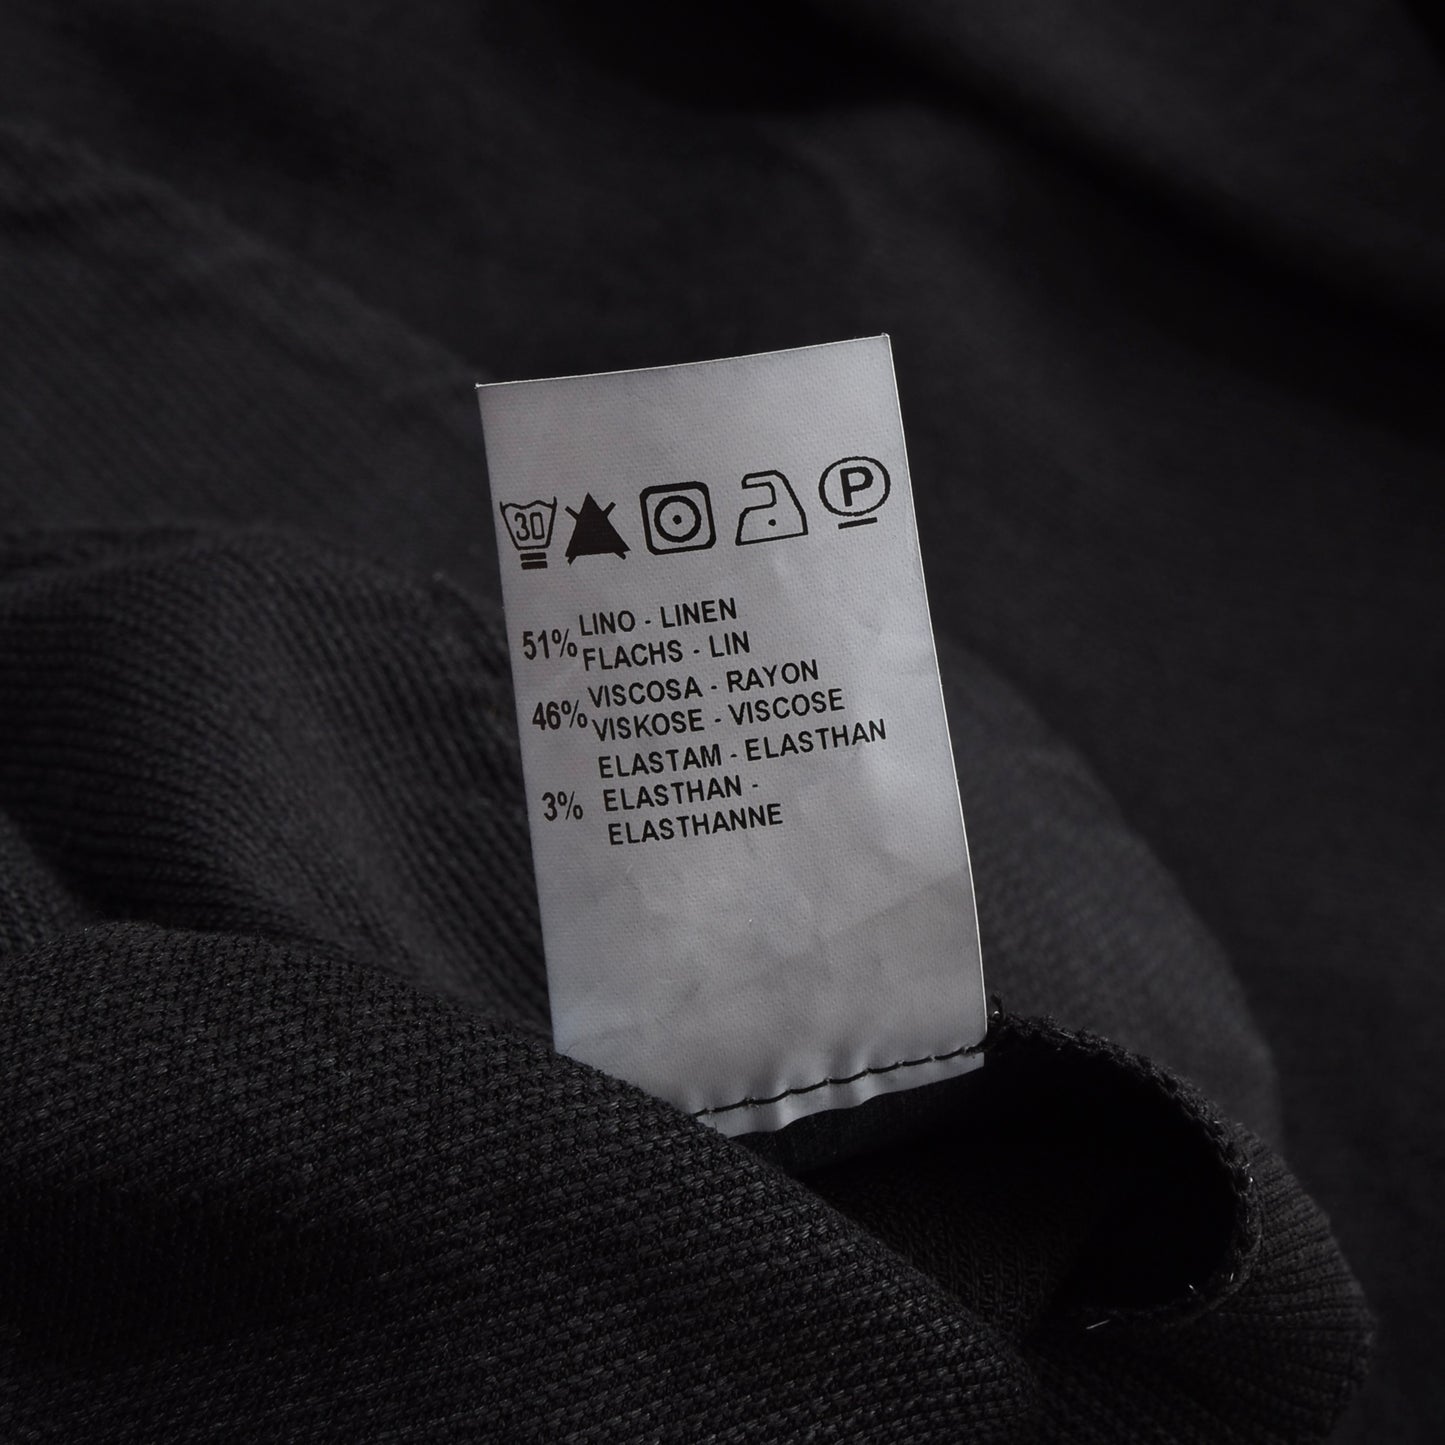 30 P
51% LINO - LINEN
FLACHS - LIN
46% VISCOSA - RAYON
VISKOSE - VISCOSE
ELASTAM - ELASTHAN
3% ELASTHAN -
ELASTHANNE